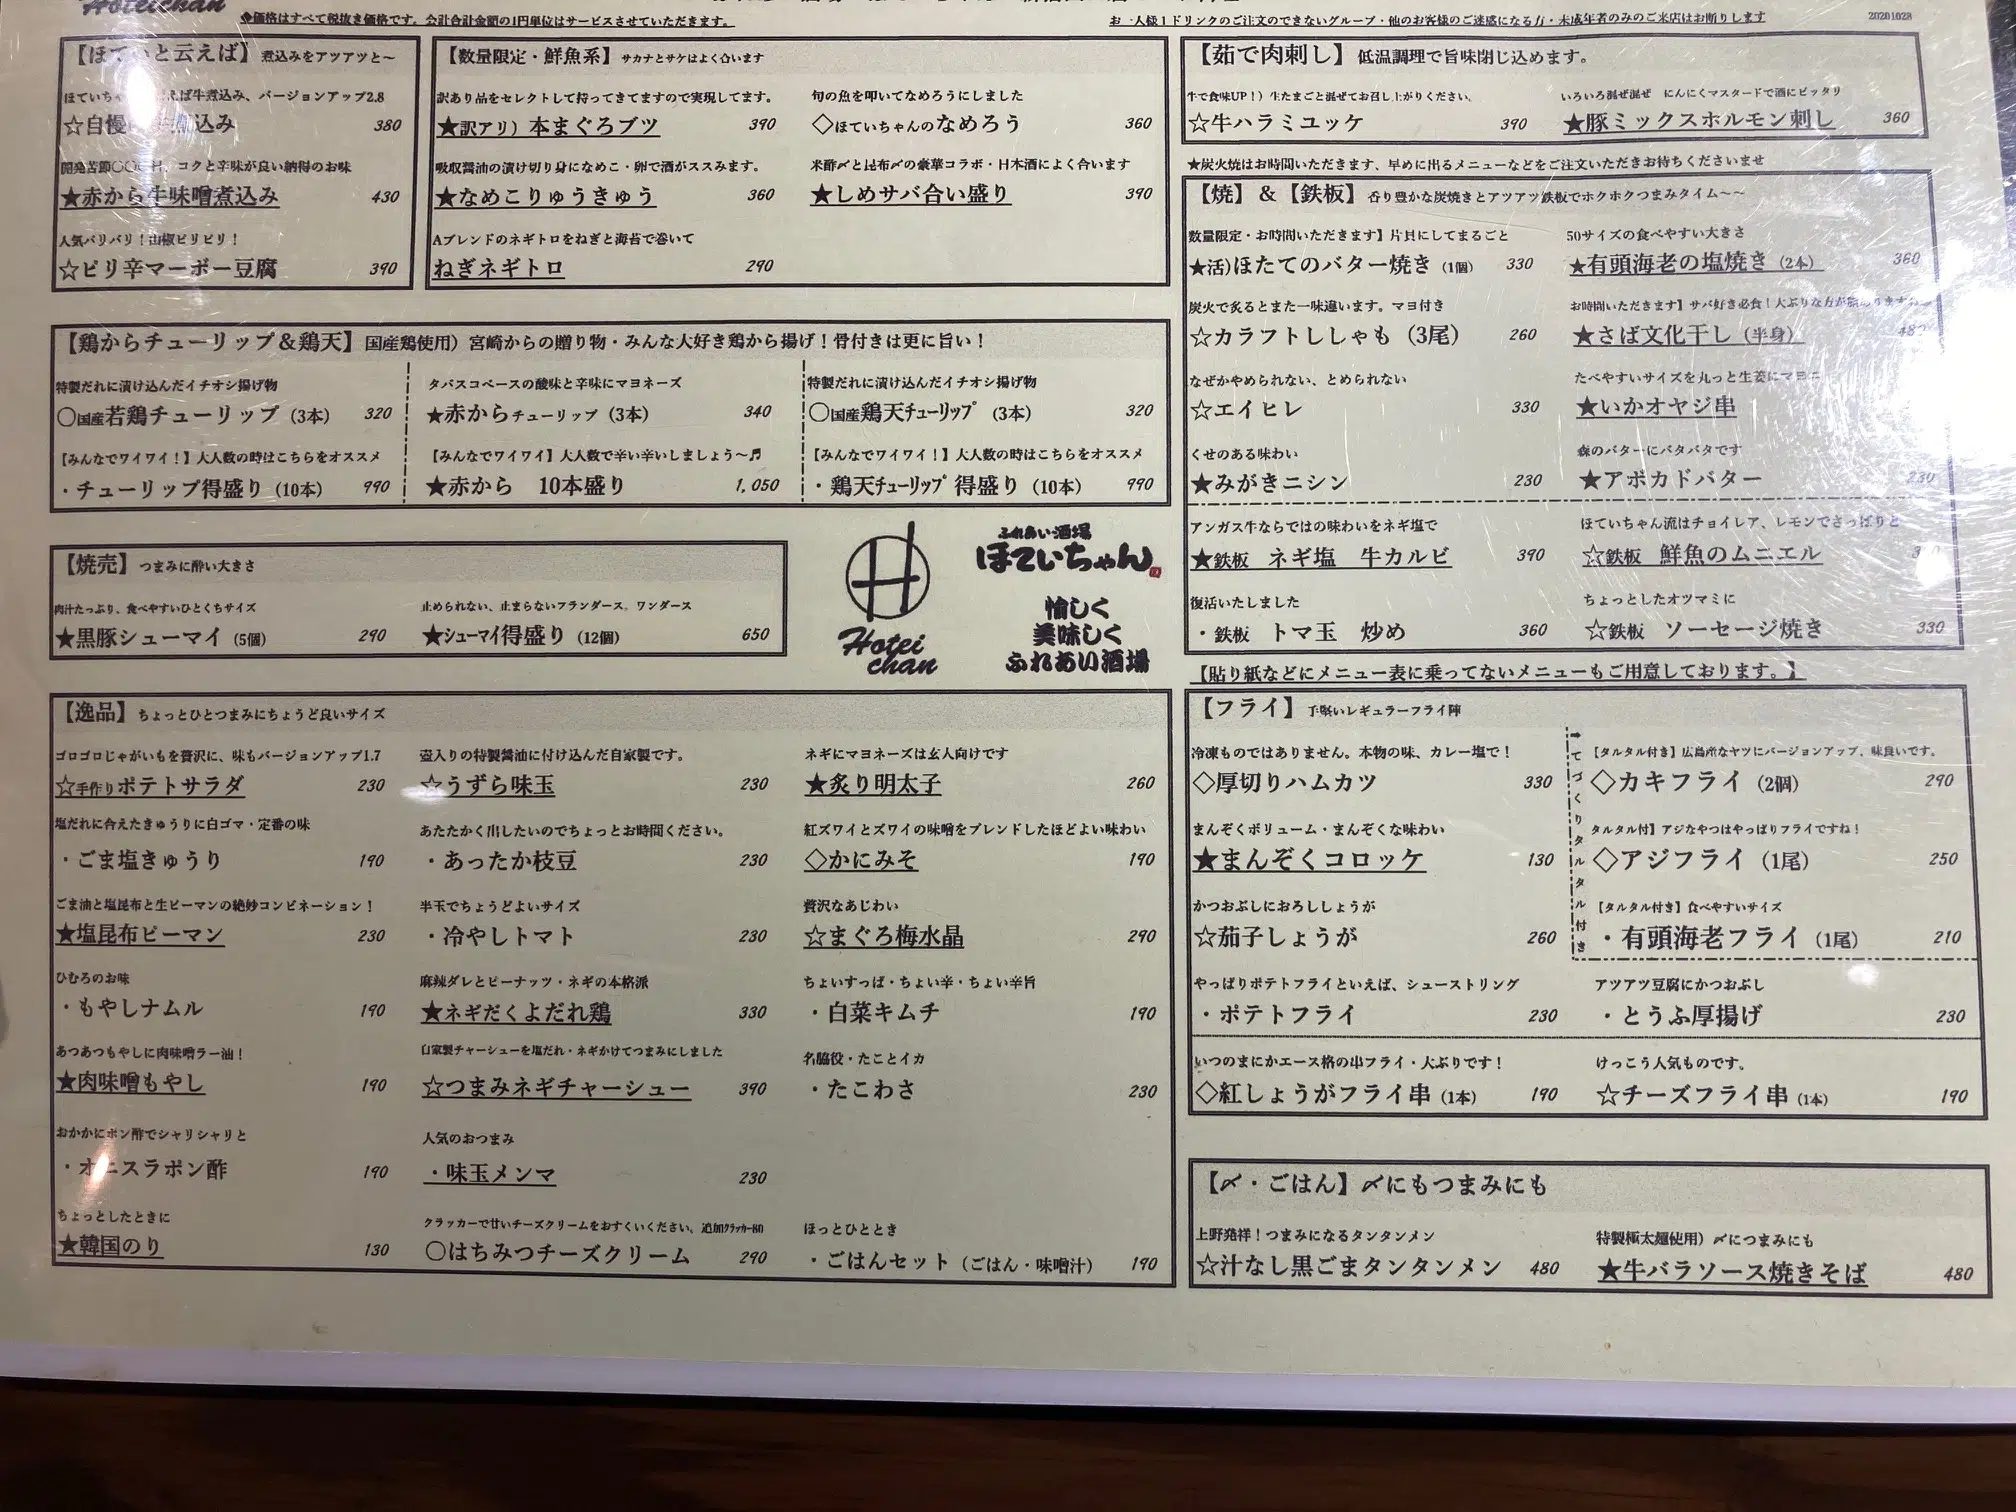 Hoteichan
◆価格はすべて税抜き価格です。会計合計金額の1円単位はサービスさせていただきます。
お一人様1ドリンクのご注文のできないグループ・他のお客様のご迷惑になる方・未成年者のみのご来店はお断りします
20201028
【ほていと云えば】煮込みをアツアツと～
ば牛煮込み、バージョンアップ2.8
☆自慢 煮込み 380
コクと辛味が良い納得のお味
★赤から牛味噌煮込み 430
人気バリバリ!山椒ピリピリ!
☆ピリ辛マーボー豆腐 390
【数量限定・鮮魚系】サカナとサケはよく合います
訳あり品をセレクトして持ってきてますので実現してます。
★訳アリ)本まぐろブツ 390
吸収醤油の漬け切り身になめこ・卵で酒がススみます。
★なめこりゅうきゅう 360
Aブレンドのネギトロをねぎと海苔で巻いて
ねぎネギトロ 290
旬の魚を叩いてなめろうにしました
◇ほていちゃんのなめろう 360
米酢〆と昆布〆の豪華コラボ・日本酒によく合います
★しめサバ合い盛り 390
【茹で肉刺し】低温調理で旨味閉じ込めます。
牛で食味UP!)生たまごと混ぜてお召し上がりください。
☆牛ハラミユッケ 390
いろいろ混ぜ混ぜ にんにくマスタードで酒にピッタリ
★豚ミックスホルモン刺し 360
★炭火焼はお時間いただきます、早めに出るメニューなどをご注文いただきお待ちくださいませ
【鶏からチューリップ&鶏天】国産鶏使用)宮崎からの贈り物・みんな大好き鶏から揚げ!骨付きは更に旨い!
特製だれに漬け込んだイチオシ揚げ物
○国産若鶏チューリップ(3本) 320
【みんなでワイワイ!】大人数の時はこちらをオススメ
・チューリップ得盛り(10本) 990
タバスコベースの酸味と辛味にマヨネーズ
★赤からチューリップ(3本) 340
【みんなでワイワイ】大人数で辛い辛いしましょう～♬
★赤から 10本盛り 1,050
特製だれに漬け込んだイチオシ揚げ物
○国産鶏天チューリップ(3本) 320
【みんなでワイワイ!】大人数の時はこちらをオススメ
・鶏天チューリップ得盛り(10本) 990
【焼売】つまみに酔い大きさ
肉汁たっぷり、食べやすいひとくちサイズ
★黒豚シューマイ(5個) 290
止められない、止まらないフランダース。ワンダース
★シューマイ得盛り(12個) 650
Hotei chan
ふれあい酒場
ほていちゃん
愉しく
美味しく
ふれあい酒場
【焼】&【鉄板】香り豊かな炭焼きとアツアツ鉄板でホクホクつまみタイム～～
数量限定・お時間いただきます】片貝にしてまるごと
★活)ほたてのバター焼き(1個) 330
50サイズの食べやすい大きさ
★有頭海老の塩焼き(2本) 360
炭火で炙るとまた一味違います。マヨ付き
☆カラフトししゃも(3尾) 260
お時間いただきます】サバ好き必食!大ぶりな方が
★さば文化干し(半身)
なぜかやめられない、とめられない
☆エイヒレ 330
たべやすいサイズを丸っと生姜にマヨ
★いかオヤジ串
くせのある味わい
★みがきニシン 230
森のバターにバタバタです
★アボカドバター 230
アンガス牛ならではの味わいをネギ塩で
★鉄板 ネギ塩 牛カルビ 390
ほていちゃん流はチョイレア、レモンでさっぱりと
☆鉄板 鮮魚のムニエル
復活いたしました
・鉄板 トマ玉 炒め 360
ちょっとしたオツマミに
☆鉄板 ソーセージ焼き 330
【貼り紙などにメニュー表に乗ってないメニューもご用意しております。】
【逸品】ちょっとひとつまみにちょうど良いサイズ
ゴロゴロじゃがいもを贅沢に、味もバージョンアップ1.7
☆手作りポテトサラダ 230
塩だれに合えたきゅうりに白ゴマ・定番の味
・ごま塩きゅうり 190
ごま油と塩昆布と生ピーマンの絶妙コンビネーション!
★塩昆布ピーマン 230
ひむろのお味
・もやしナムル 190
あつあつもやしに肉味噌ラー油!
★肉味噌もやし 190
おかかにポン酢でシャリシャリと
・オニスラポン酢 190
ちょっとしたときに
★韓国のり 130
壺入りの特製醤油に付け込んだ自家製です。
☆うずら味玉 230
あたたかく出したいのでちょっとお時間ください。
・あったか枝豆 230
半玉でちょうどよいサイズ
・冷やしトマト 230
麻辣ダレとピーナッツ・ネギの本格派
★ネギだくよだれ鶏 330
自家製チャーシューを塩だれ・ネギかけてつまみにしました
☆つまみネギチャーシュー 390
人気のおつまみ
・味玉メンマ 230
クラッカーで甘いチーズクリームをおすくいください。追加クラッカー80
○はちみつチーズクリーム 290
ネギにマヨネーズは玄人向けです
★炙り明太子 260
紅ズワイとズワイの味噌をブレンドしたほどよい味わい
◇かにみそ 190
贅沢なあじわい
☆まぐろ梅水晶 290
ちょいすっぱ・ちょい辛・ちょい辛旨
・白菜キムチ 190
名脇役・たことイカ
・たこわさ 230
ほっとひととき
・ごはんセット(ごはん・味噌汁) 190
【フライ】手堅いレギュラーフライ陣
冷凍ものではありません。本物の味、カレー塩で!
◇厚切りハムカツ 330
まんぞくボリューム・まんぞくな味わい
★まんぞくコロッケ 130
かつおぶしにおろししょうが
☆茄子しょうが 260
やっぱりポテトフライといえば、シューストリング
・ポテトフライ 230
いつのまにかエース格の串フライ・大ぶりです!
◇紅しょうがフライ串(1本) 190
➡てづくりタルタル付き
【タルタル付き】広島産なヤツにバージョンアップ、味良いです。
◇カキフライ(2個) 290
タルタル付】アジなやつはやっぱりフライですね!
◇アジフライ(1尾) 250
【タルタル付き】食べやすいサイズ
・有頭海老フライ(1尾) 210
アツアツ豆腐にかつおぶし
・とうふ厚揚げ 230
けっこう人気ものです。
☆チーズフライ串(1本) 190
【〆・ごはん】〆にもつまみにも
上野発祥!つまみになるタンタンメン
☆汁なし黒ごまタンタンメン 480
特製極太麺使用)〆につまみにも
★牛バラソース焼きそば 480